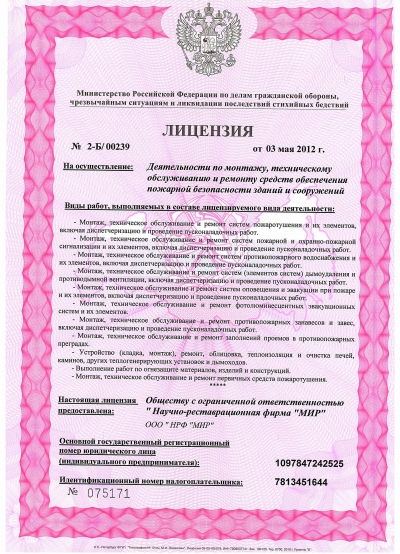 Министерство Российской Федерации по делам гражданской обороны,
чрезвычайным ситуациям и ликвидации последствий стихийных бедствий
ЛИЦЕНЗИЯ
№ 2-Б/ 00239 от 03 мая 2012 г.
На осуществление: Деятельности по монтажу, техническому
обслуживанию и ремонту средств обеспечения
пожарной безопасности зданий и сооружений
Виды работ, выполняемых в составе лицензируемого вида деятельности:
- Монтаж, техническое обслуживание и ремонт систем пожаротушения и их элементов,
включая диспетчеризацию и проведение пусконаладочных работ.
- Монтаж, техническое обслуживание и ремонт систем пожарной и охранно-пожарной
сигнализации и их элементов, включая диспетчеризацию и проведение пусконаладочных работ.
- Монтаж, техническое обслуживание и ремонт систем противопожарного водоснабжения и
их элементов, включая диспетчеризацию и проведение пусконаладочных работ.
- Монтаж, техническое обслуживание и ремонт систем (элементов систем) дымоудаления и
противодымной вентиляции, включая диспетчеризацию и проведение пусконаладочных работ.
- Монтаж, техническое обслуживание и ремонт систем оповещения и эвакуации при пожаре
и их элементов, включая диспетчеризацию и проведение пусконаладочных работ.
- Монтаж, техническое обслуживание и ремонт фотолюминесцентных эвакуационных
систем и их элементов.
- Монтаж, техническое обслуживание и ремонт противопожарных занавесов и завес,
включая диспетчеризацию и проведение пусконаладочных работ.
- Монтаж, техническое обслуживание и ремонт заполнений проемов в противопожарных
преградах.
- Устройство (кладка, монтаж), ремонт, облицовка, теплоизоляция и очистка печей,
каминов, других теплогенерирующих установок и дымоходов.
- Выполнение работ по огнезащите материалов, изделий и конструкций.
- Монтаж, техническое обслуживание и ремонт первичных средств пожаротушения.
*****
Настоящая лицензия Обществу с ограниченной ответственностью
предоставлена: " Научно-реставрационная фирма "МИР"
ООО " НРФ "МИР"
Основной государственный регистрационный
номер юридического лица
(индивидуального предпринимателя): 1097847242525
Идентификационный номер налогоплательщика: 7813451644
№ 075171